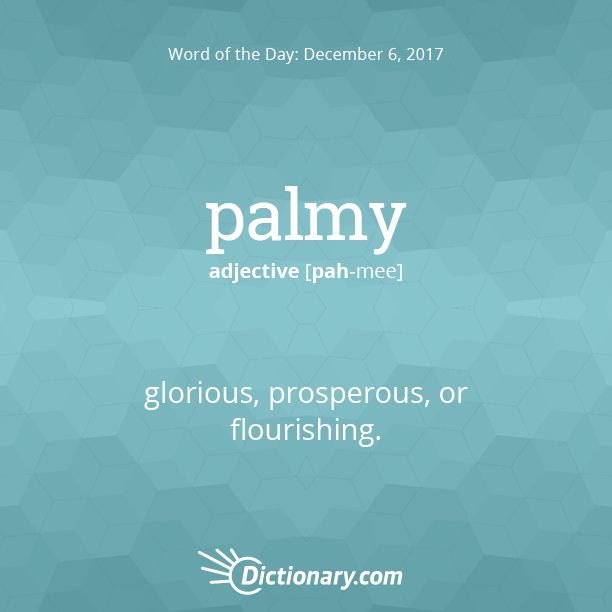 Word of the Day: December 6, 2017
palmy
adjective [pah-mee]
glorious, prosperous, or
flourishing.
Dictionary.com